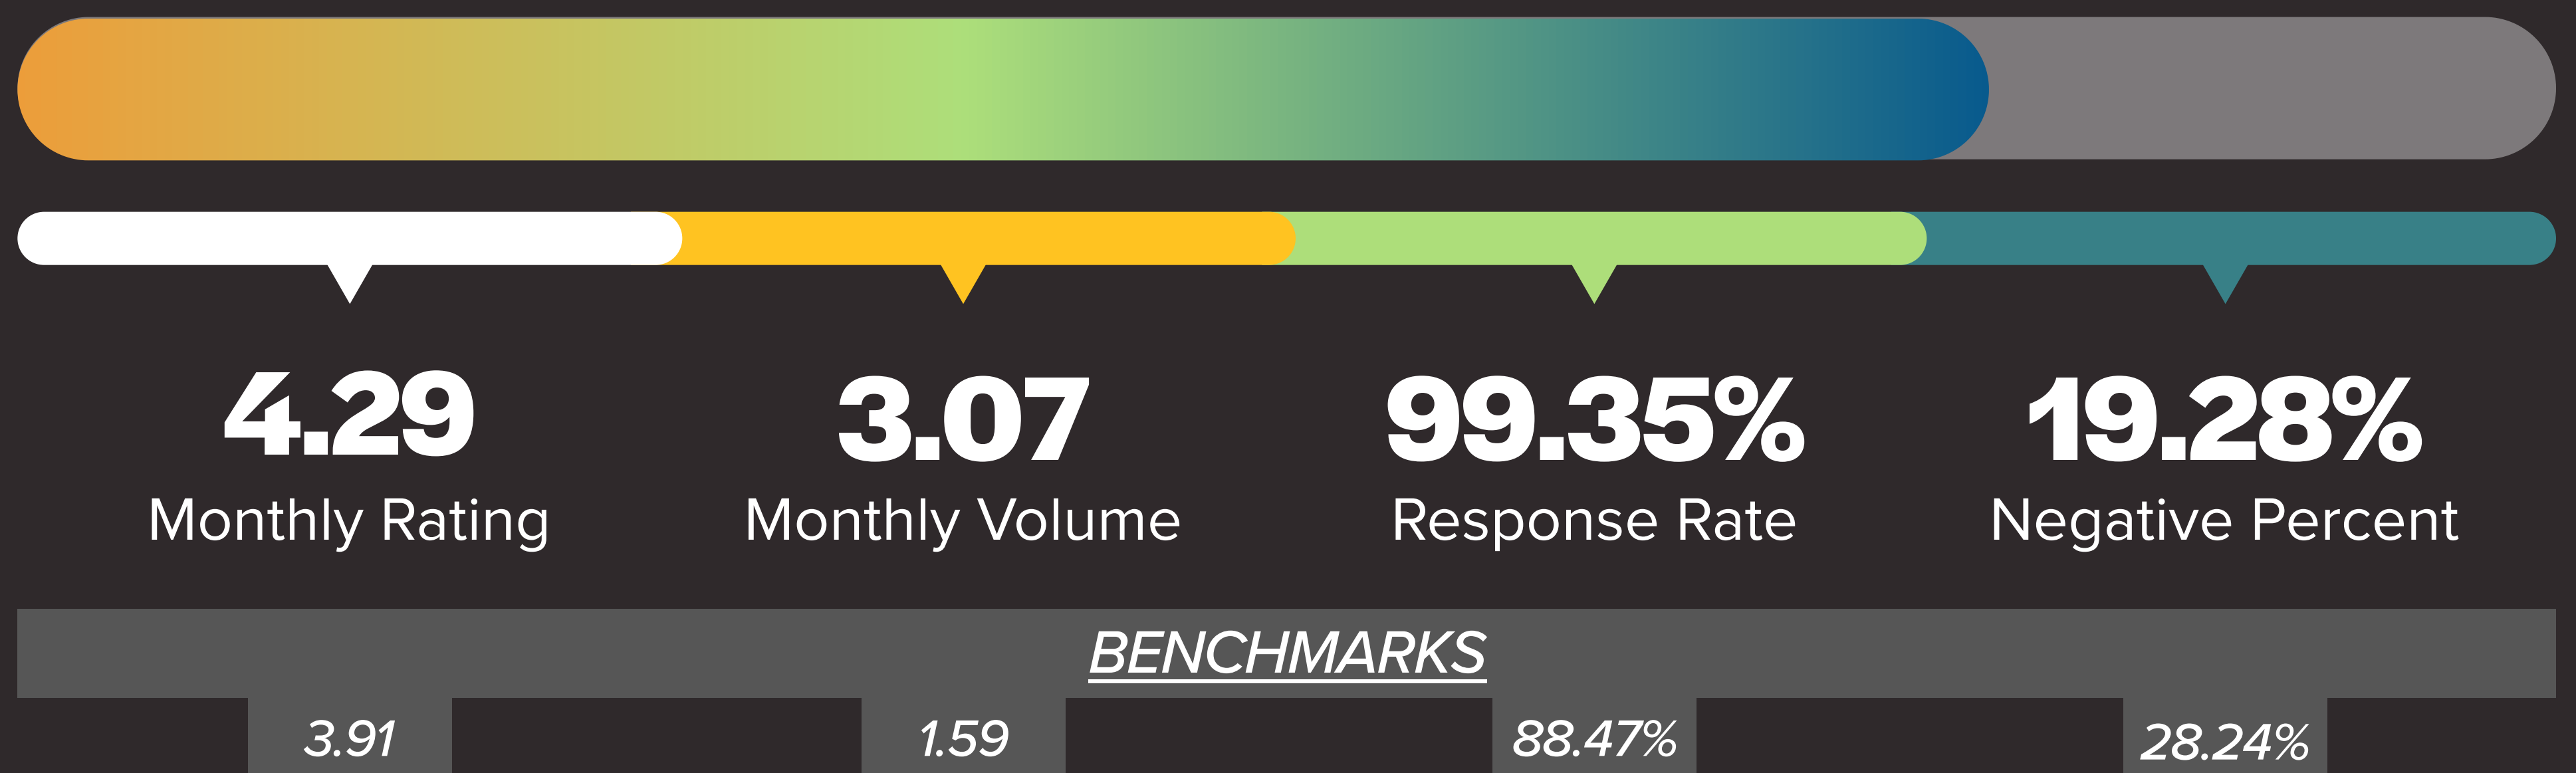 4.29 3.07 99.35% 19.28%
Monthly Rating Monthly Volume Response Rate Negative Percent
BENCHMARKS
3.91 1.59 88.47% 28.24%